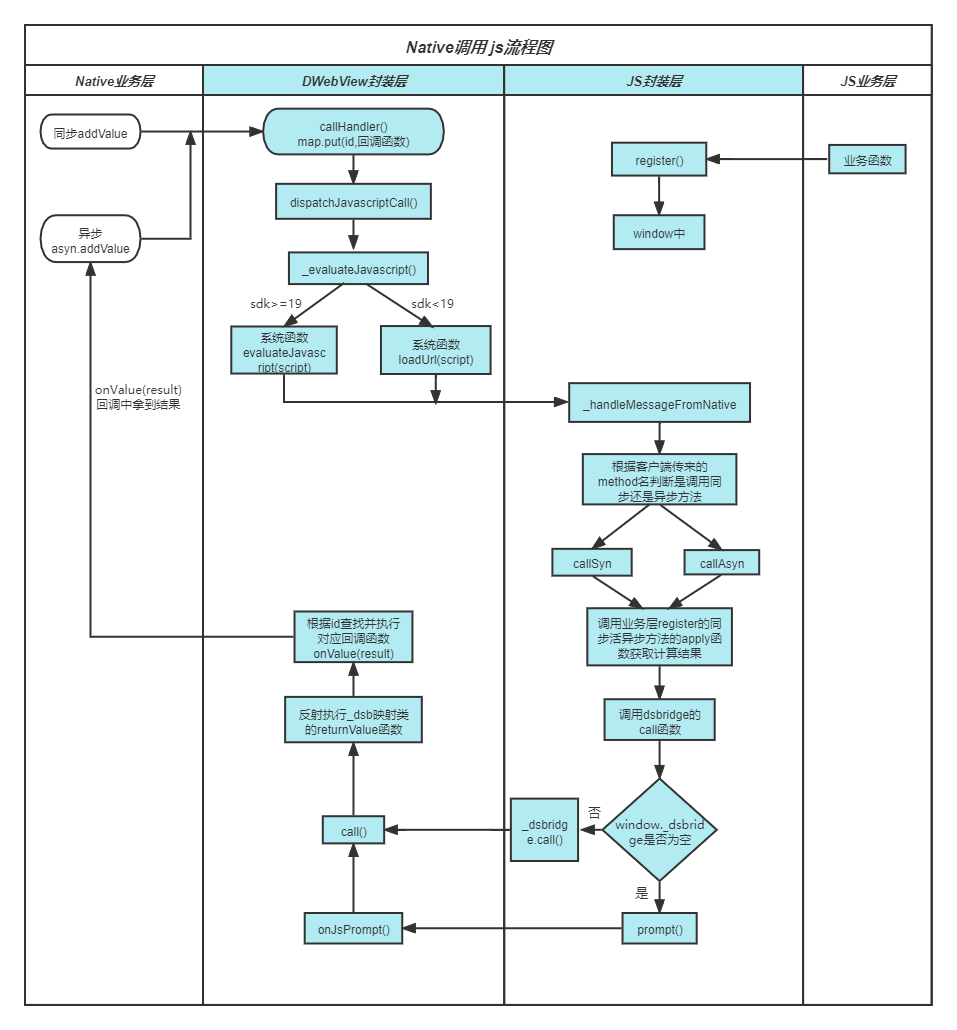 Native调用 js流程图
Native业务层
DWebView封装层
JS封装层
JS业务层
同步addValue
callHandler()
map.put(id,回调函数)
register()
业务函数
dispatchJavascriptCall()
异步
asyn.addValue
window中
_evaluateJavascript()
sdk>=19
sdk<19
系统函数
evaluateJavasc
ript(script)
系统函数
loadUrl(script)
onValue(result)
回调中拿到结果
_handleMessageFromNative
根据客户端传来的
method名判断是调用同
步还是异步方法
callSyn
callAsyn
根据id查找并执行
对应回调函数
onValue(result)
调用业务层register的同
步活异步方法的apply函
数获取计算结果
反射执行_dsb映射类
的returnValue函数
调用dsbridge的
call函数
call()
_dsbridg
e.call()
否
window._dsbrid
ge是否为空
是
onJsPrompt()
prompt()